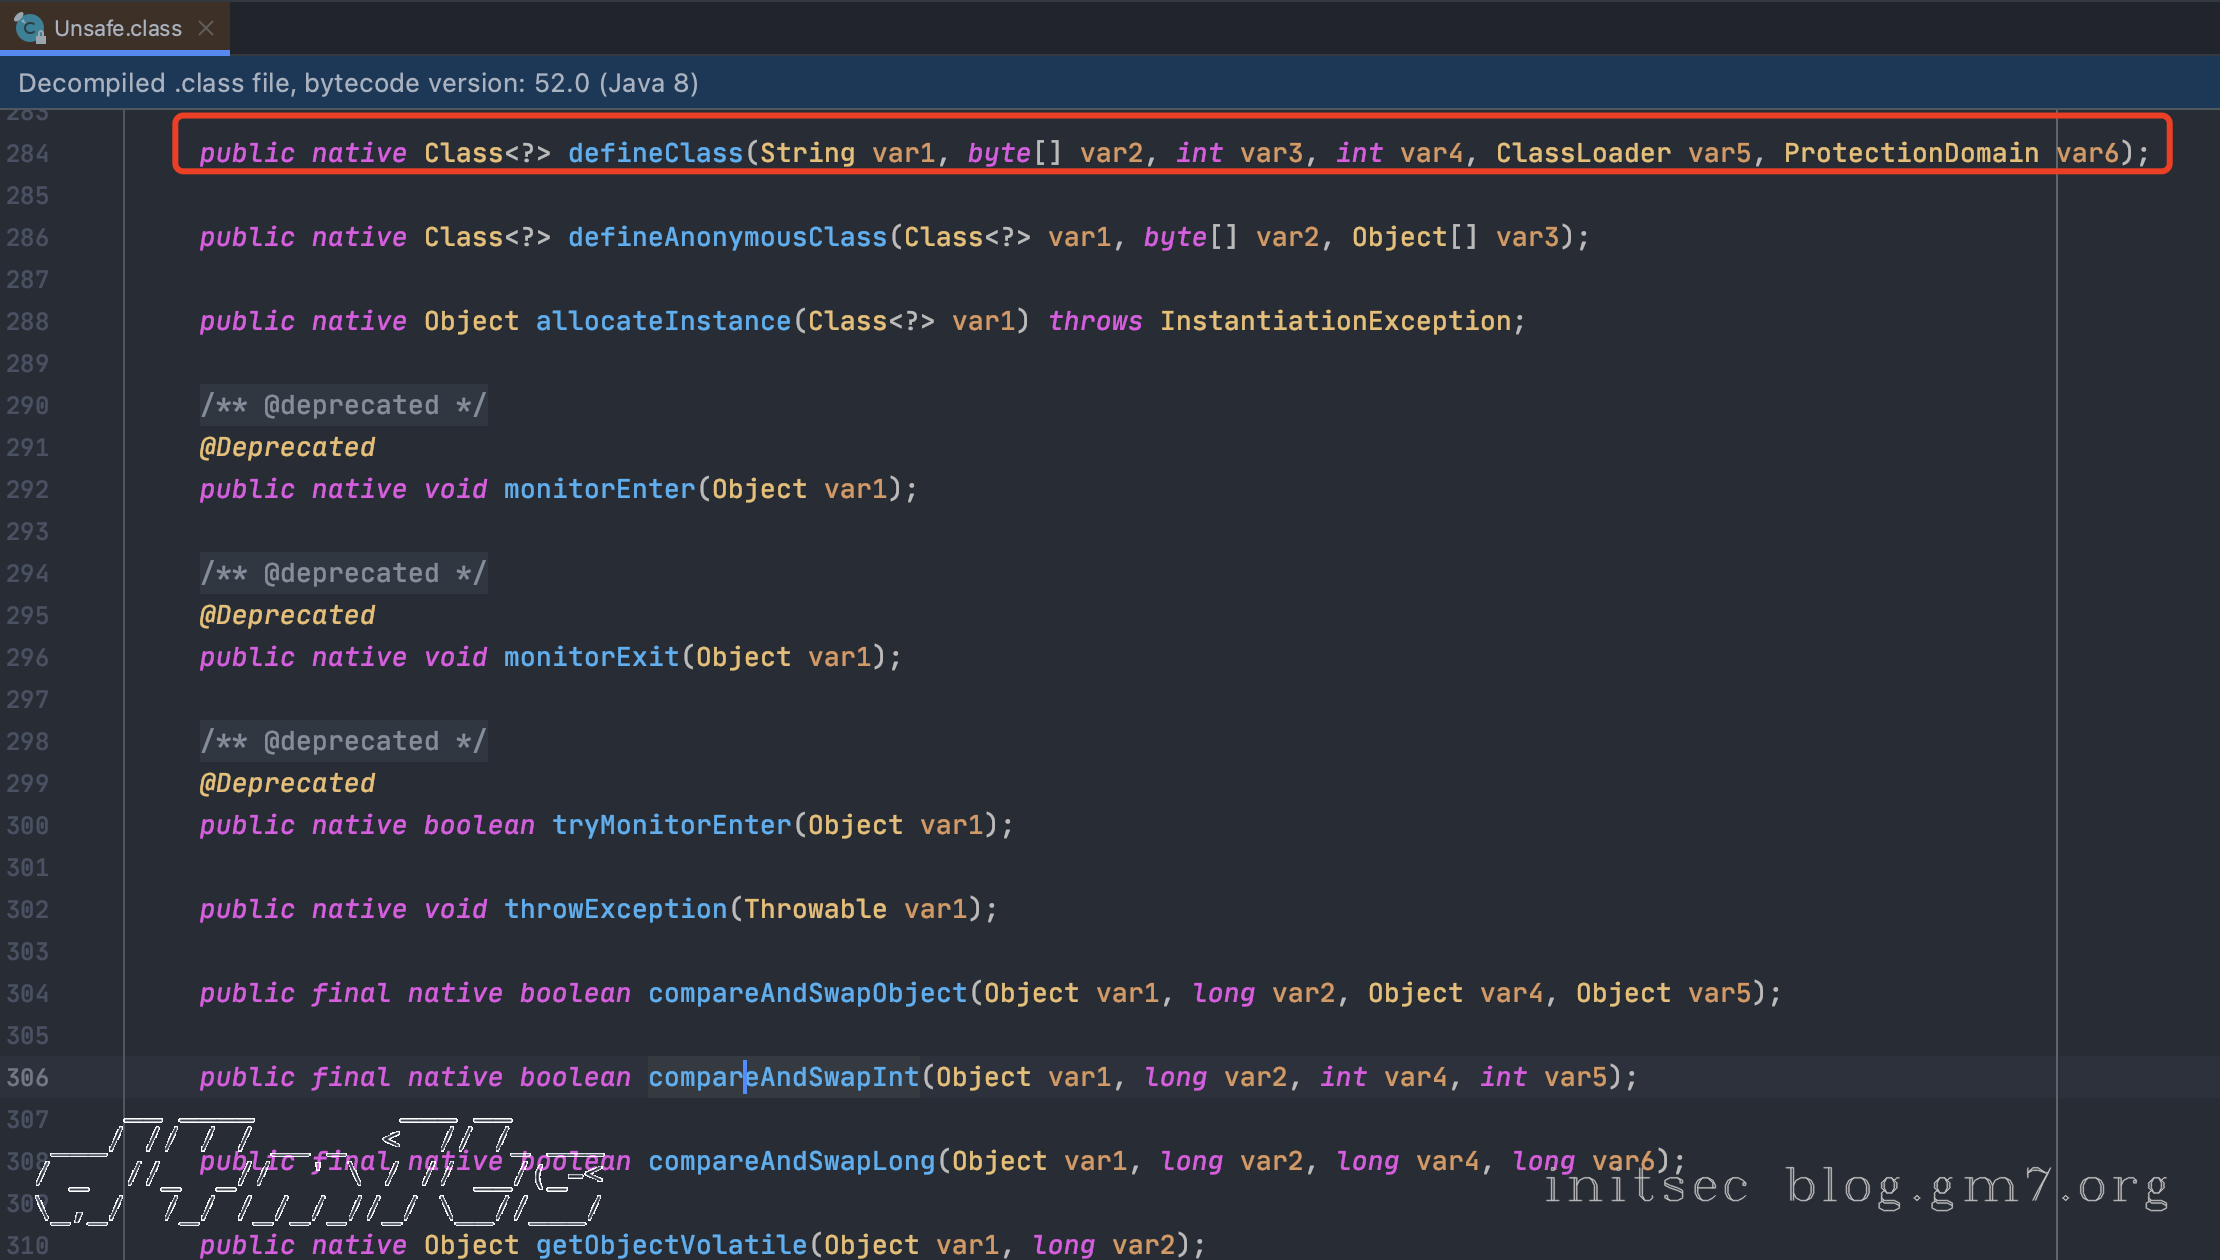 Unsafe.class
Decompiled .class file, bytecode version: 52.0 (Java 8)
283
284 public native Class<?> defineClass(String var1, byte[] var2, int var3, int var4, ClassLoader var5, ProtectionDomain var6);
285
286 public native Class<?> defineAnonymousClass(Class<?> var1, byte[] var2, Object[] var3);
287
288 public native Object allocateInstance(Class<?> var1) throws InstantiationException;
289
290 /** @deprecated */
291 @Deprecated
292 public native void monitorEnter(Object var1);
293
294 /** @deprecated */
295 @Deprecated
296 public native void monitorExit(Object var1);
297
298 /** @deprecated */
299 @Deprecated
300 public native boolean tryMonitorEnter(Object var1);
301
302 public native void throwException(Throwable var1);
303
304 public final native boolean compareAndSwapObject(Object var1, long var2, Object var4, Object var5);
305
306 public final native boolean compareAndSwapInt(Object var1, long var2, int var4, int var5);
307
308 public final native boolean compareAndSwapLong(Object var1, long var2, long var4, long var6);
initsec blog.gm7.org
309
310 public native Object getObjectVolatile(Object var1, long var2);